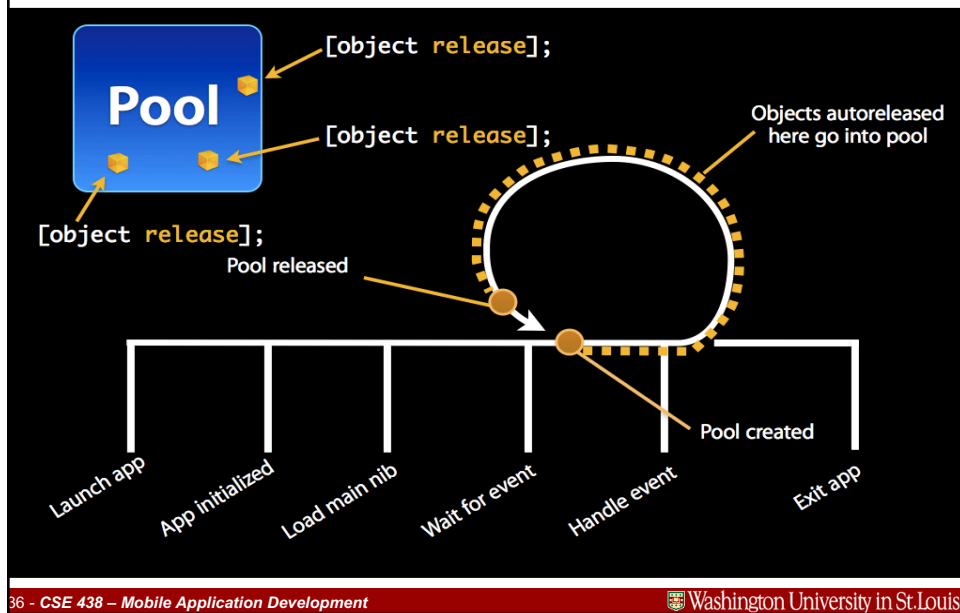 [object release];
Pool
[object release];
Objects autoreleased
here go into pool
[object release];
Pool released
Pool created
Launch app
App initialized
Load main nib
Wait for event
Handle event
Exit app
36 - CSE 438 – Mobile Application Development
Washington University in St.Louis